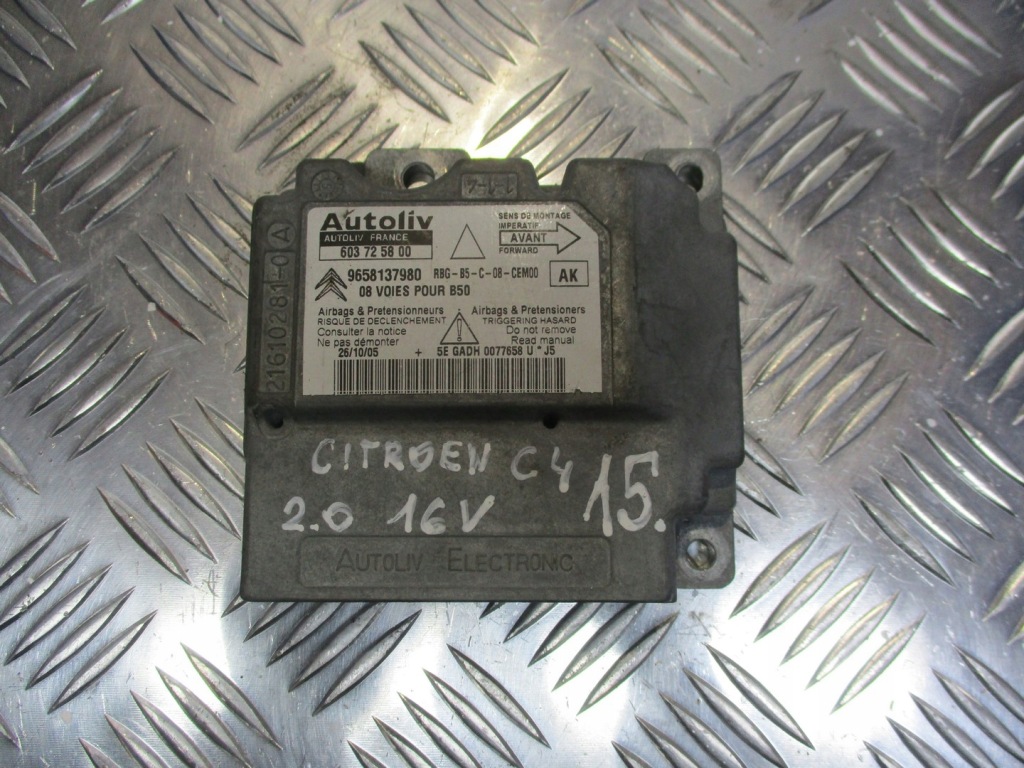 Autoliv
AUTOLIV FRANCE
603 72 58 00
SENS DE MONTAGE
IMPERATIF
AVANT
FORWARD
9658137980 RBG-B5-C-08-CEM00 AK
08 VOIES POUR B50
Airbags & Pretensionneurs
RISQUE DE DECLENCHEMENT
Consulter la notice
Ne pas démonter
Airbags & Pretensioners
TRIGGERING HASARD
Do not remove
Read manual
26/10/05 + 5E GADH 0077658 U * J5
21610281-0 A
CITROEN C4 15.
2.0 16V
AUTOLIV ELECTRONIC